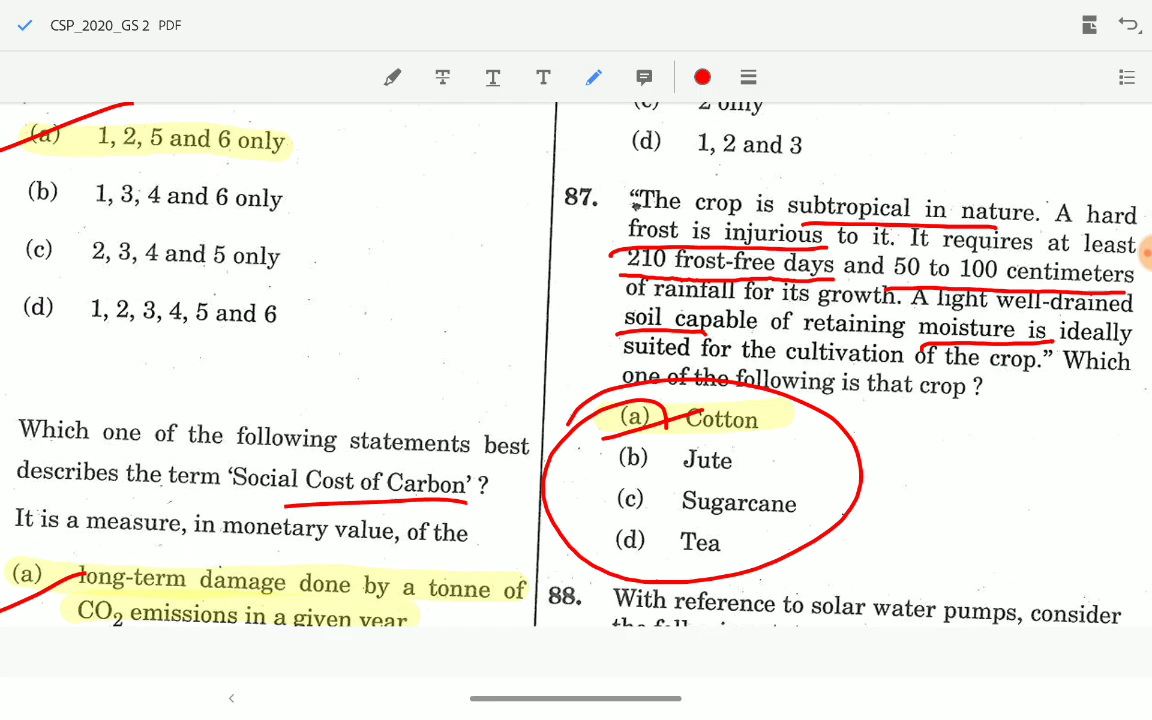 CSP_2020_GS 2 PDF
(a) 1, 2, 5 and 6 only
(b) 1, 3, 4 and 6 only
(c) 2, 3, 4 and 5 only
(d) 1, 2, 3, 4, 5 and 6
Which one of the following statements best
describes the term ‘Social Cost of Carbon’ ?
It is a measure, in monetary value, of the
(a) long-term damage done by a tonne of
CO₂ emissions in a given year
(c) 2 only
(d) 1, 2 and 3
87. “The crop is subtropical in nature. A hard
frost is injurious to it. It requires at least
210 frost-free days and 50 to 100 centimeters
of rainfall for its growth. A light well-drained
soil capable of retaining moisture is ideally
suited for the cultivation of the crop.” Which
one of the following is that crop ?
(a) Cotton
(b) Jute
(c) Sugarcane
(d) Tea
88. With reference to solar water pumps, consider